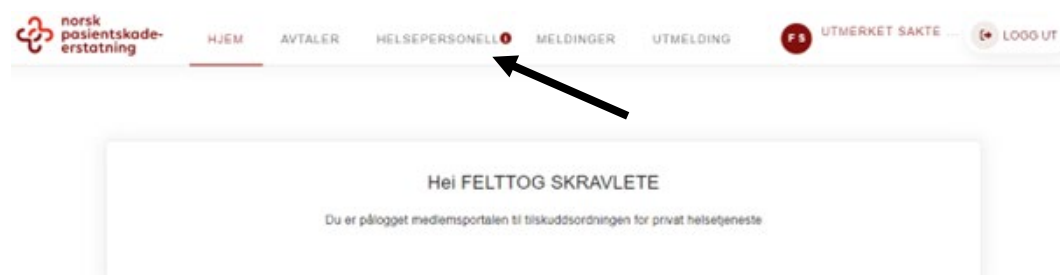 norsk
pasientskade-
erstatning
HJEM AVTALER HELSEPERSONELL MELDINGER UTMELDING FS UTMERKET SAKTE ... LOGG UT
Hei FELTTOG SKRAVLETE
Du er pålogget medlemsportalen til tilskuddsordningen for privat helsetjeneste